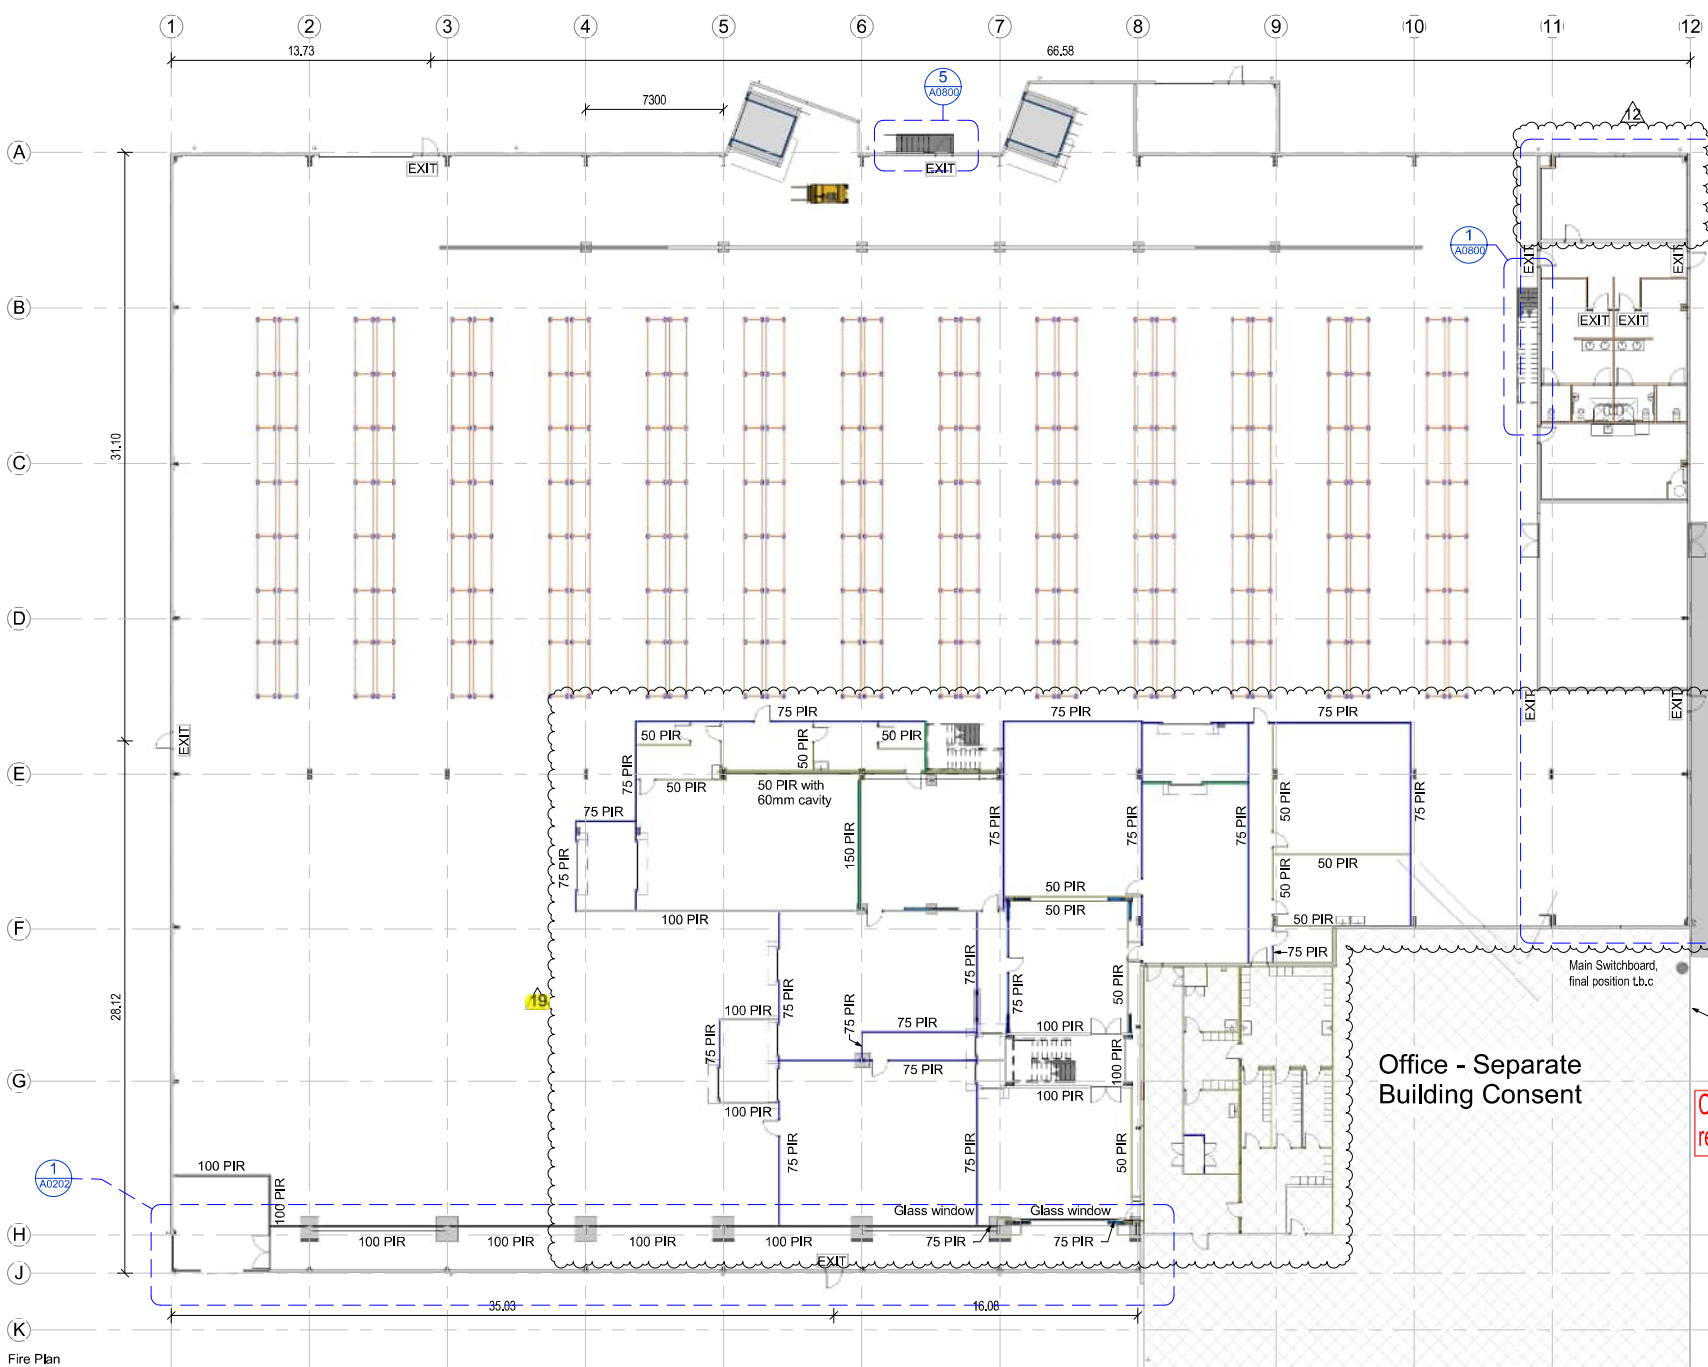 1 2 3 4 5 6 7 8 9 10 11 12
13.73 66.58
7300
5
A0800
12
A
EXIT EXIT
1
A0800
EXIT EXIT
B
EXIT EXIT
31.10
C
D
EXIT EXIT
75 PIR 75 PIR 75 PIR
50 PIR 50 PIR 50 PIR
EXIT
E
75 PIR
50 PIR
50 PIR with
60mm cavity
75 PIR
75 PIR
150 PIR
75 PIR 75 PIR 75 PIR 50 PIR 75 PIR
50 PIR
50 PIR
50 PIR
50 PIR
100 PIR
50 PIR
F
75 PIR
75 PIR
Main Switchboard,
final position t.b.c
19
28.12
75 PIR
75 PIR
50 PIR
100 PIR
75 PIR
75 PIR
100 PIR
75 PIR
75 PIR
100 PIR
Office - Separate
Building Consent
G
100 PIR
100 PIR
75 PIR 75 PIR 50 PIR
1
A0202
100 PIR
100 PIR
Glass window Glass window
H
100 PIR 100 PIR 100 PIR 100 PIR 75 PIR 75 PIR
EXIT
J
35.03 16.08
K
Fire Plan